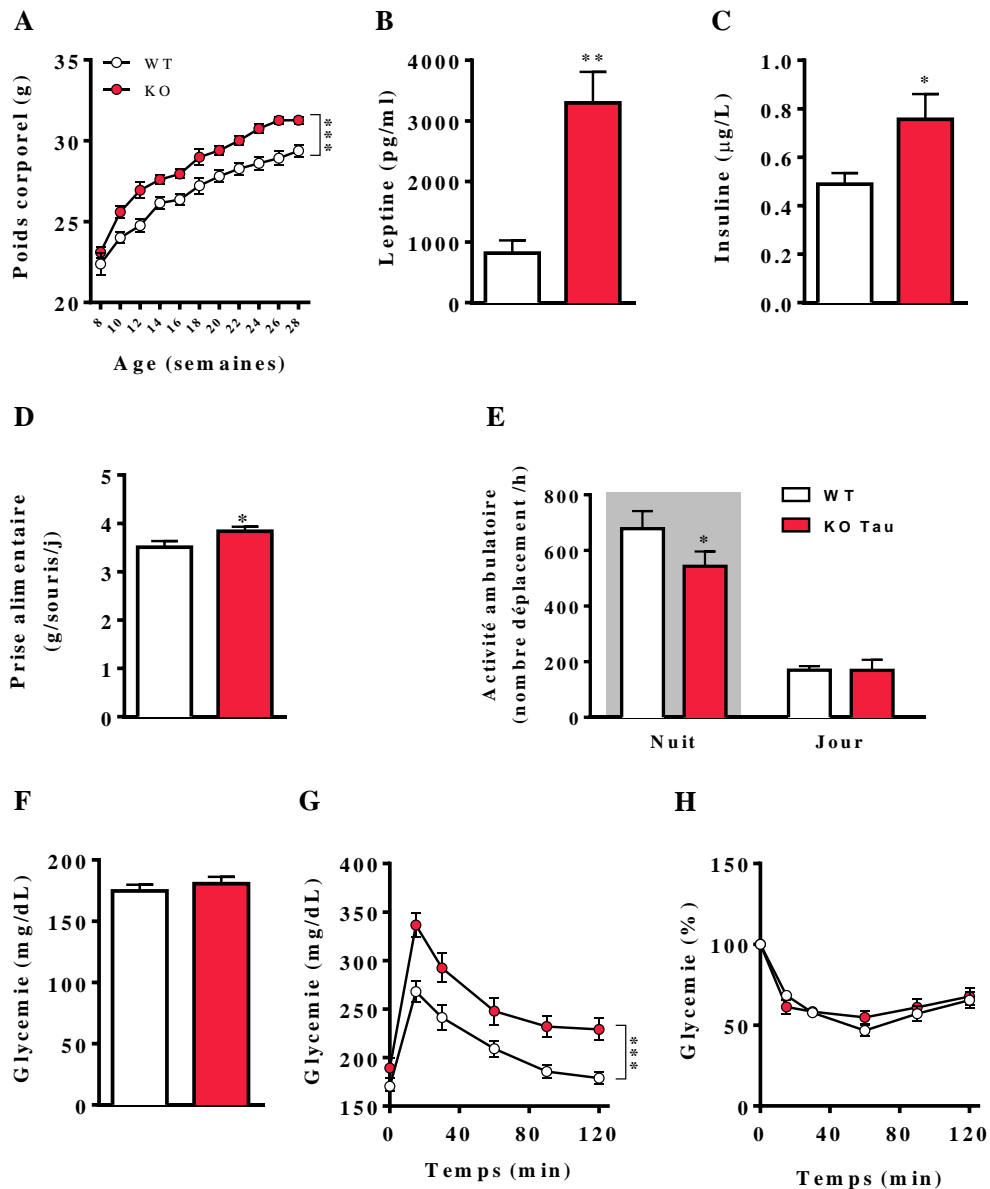 A
WT
KO
Poids corporel (g)
35
30
25
20
***
8 10 12 14 16 18 20 22 24 26 28
Age (semaines)
B
Leptine (pg/ml)
4000
3000
2000
1000
0
**
C
Insuline (µg/L)
1.0
0.8
0.6
0.4
0.2
0.0
*
D
Prise alimentaire
(g/souris/j)
5
4
3
2
1
0
*
E
Activité ambulatoire
(nombre déplacement /h)
800
600
400
200
0
*
Nuit Jour
WT
KO Tau
F
Glycemie (mg/dL)
200
150
100
50
0
G
Glycemie (mg/dL)
400
350
300
250
200
150
***
0 40 80 120
Temps (min)
H
Glycemie (%)
150
100
50
0
0 40 80 120
Temps (min)